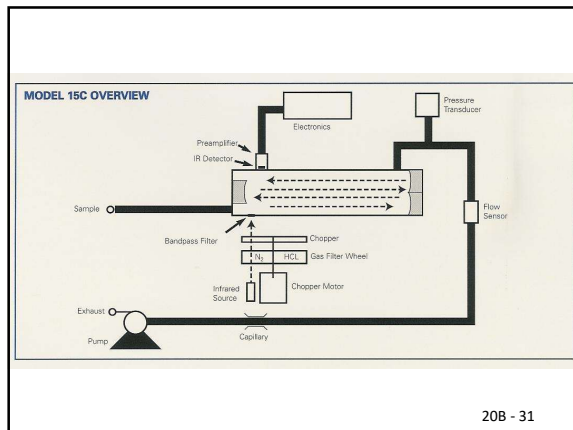 MODEL 15C OVERVIEW
Pressure
Transducer
Electronics
Preamplifier
IR Detector
Sample
Flow
Sensor
Bandpass Filter
Chopper
N2 HCL Gas Filter Wheel
Infrared
Source
Chopper Motor
Exhaust
Pump
Capillary
20B - 31